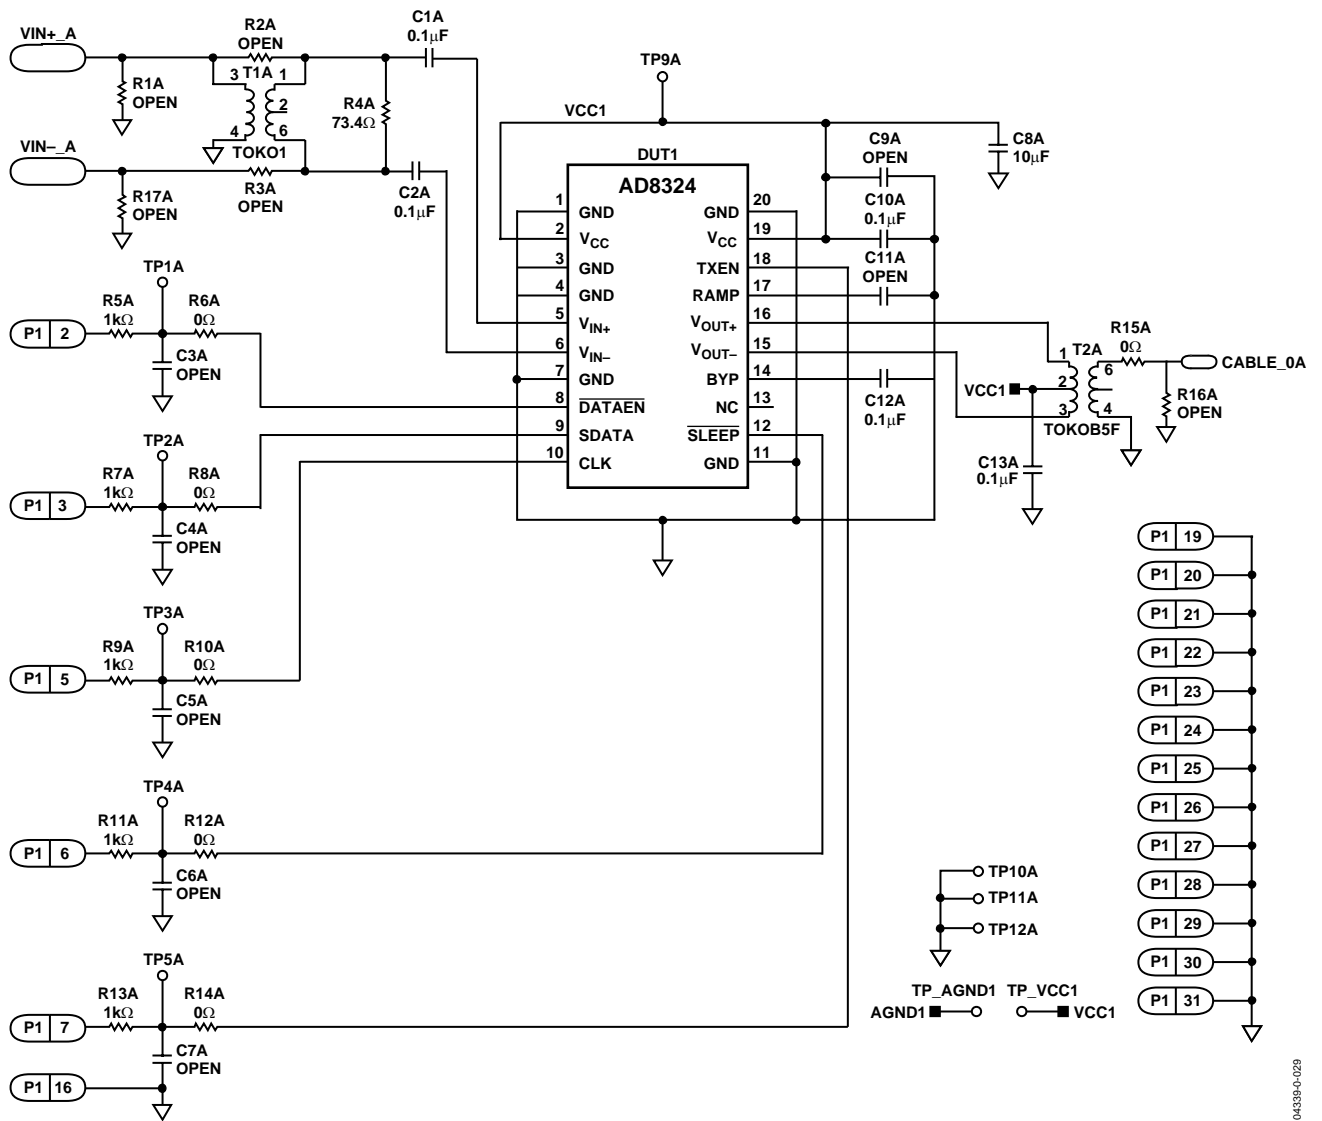 VIN+_A
R1A
OPEN
R2A
OPEN
3 T1A 1
2
4 6
TOKO1
VIN–_A
R17A
OPEN
R3A
OPEN
R4A
73.4Ω
C1A
0.1μF
C2A
0.1μF
TP9A
VCC1
C8A
10μF
C9A
OPEN
C10A
0.1μF
C11A
OPEN
C12A
0.1μF
DUT1
AD8324
1 GND
2 VCC
3 GND
4 GND
5 VIN+
6 VIN–
7 GND
8 DATAEN
9 SDATA
10 CLK
GND 20
VCC 19
TXEN 18
RAMP 17
VOUT+ 16
VOUT– 15
BYP 14
NC 13
SLEEP 12
GND 11
1 T2A
VCC1 2
3
6
4
TOKOB5F
R15A
0Ω
CABLE_0A
R16A
OPEN
C13A
0.1μF
TP1A
R5A
1kΩ
R6A
0Ω
P1 2
C3A
OPEN
TP2A
R7A
1kΩ
R8A
0Ω
P1 3
C4A
OPEN
TP3A
R9A
1kΩ
R10A
0Ω
P1 5
C5A
OPEN
TP4A
R11A
1kΩ
R12A
0Ω
P1 6
C6A
OPEN
TP5A
R13A
1kΩ
R14A
0Ω
P1 7
C7A
OPEN
P1 16
P1 19
P1 20
P1 21
P1 22
P1 23
P1 24
P1 25
P1 26
P1 27
P1 28
P1 29
P1 30
P1 31
TP10A
TP11A
TP12A
TP_AGND1
AGND1
TP_VCC1
VCC1
04339-0-029